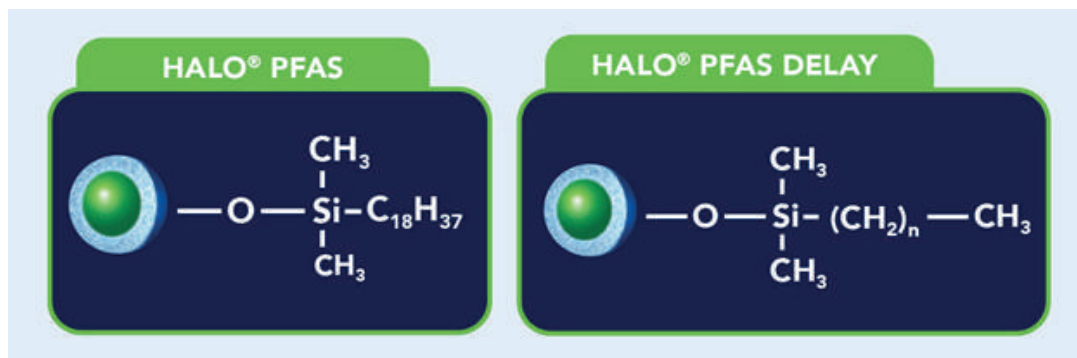 HALO® PFAS
CH₃
—O—Si–C₁₈H₃₇
CH₃
HALO® PFAS DELAY
CH₃
—O—Si–(CH₂)ₙ—CH₃
CH₃